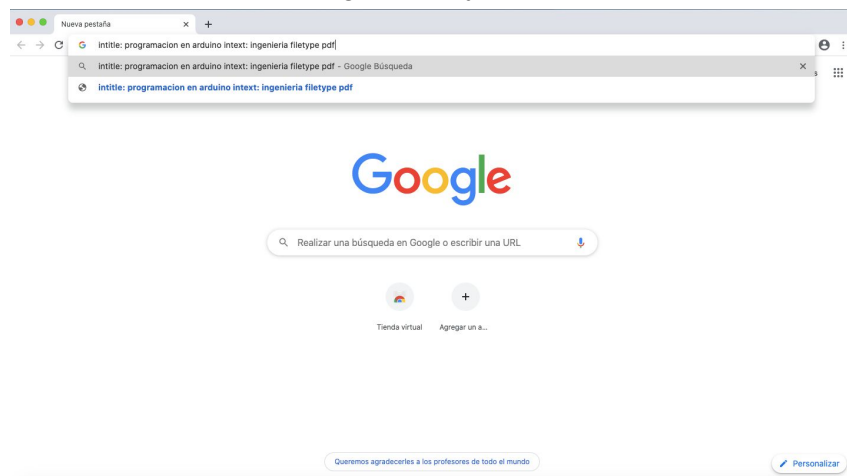 Nueva pestaña
intitle: programacion en arduino intext: ingenieria filetype pdf
intitle: programacion en arduino intext: ingenieria filetype pdf - Google Búsqueda
s
intitle: programacion en arduino intext: ingenieria filetype pdf
Google
Realizar una búsqueda en Google o escribir una URL
Tienda virtual Agregar un a...
Queremos agradecerles a los profesores de todo el mundo
Personalizar